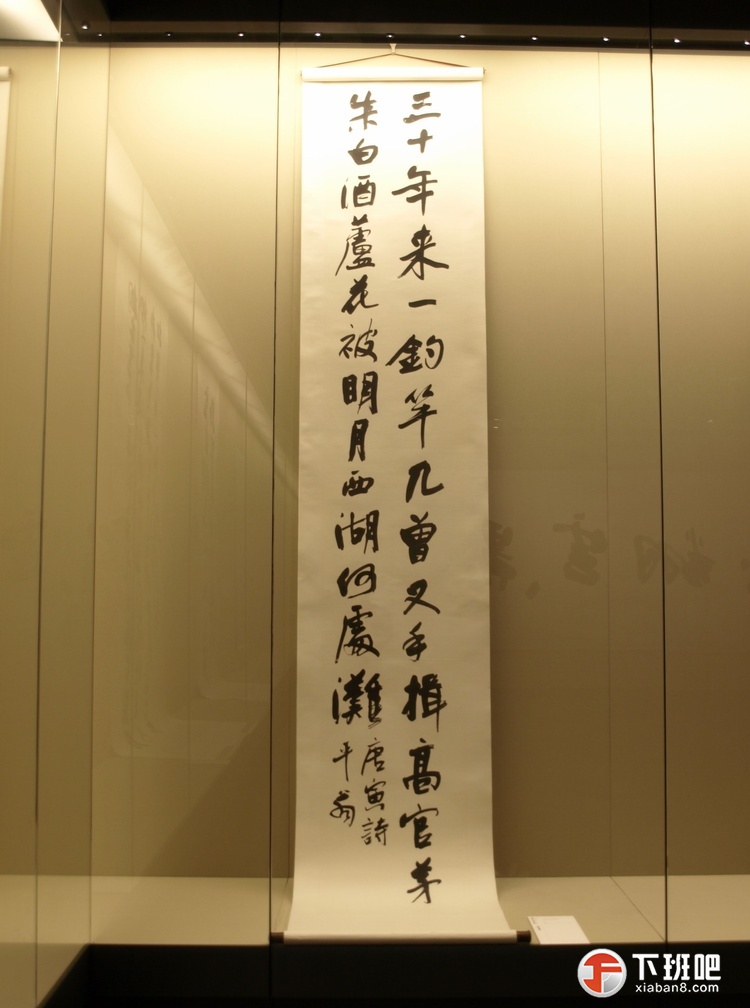 三十年来一釣竿几曾叉手揖高官茅
柴白酒蘆花被明月西湖何處灘
唐寅詩
平翁
下班吧
xiaban8.com